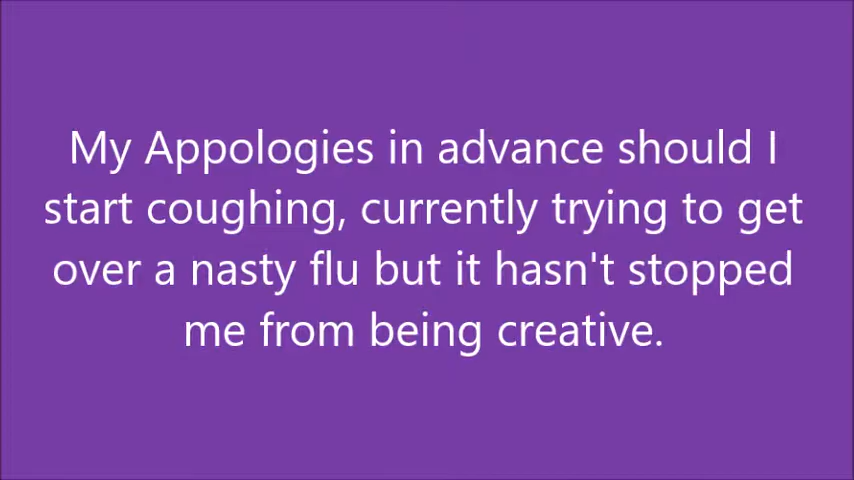 My Appologies in advance should I
start coughing, currently trying to get
over a nasty flu but it hasn't stopped
me from being creative.